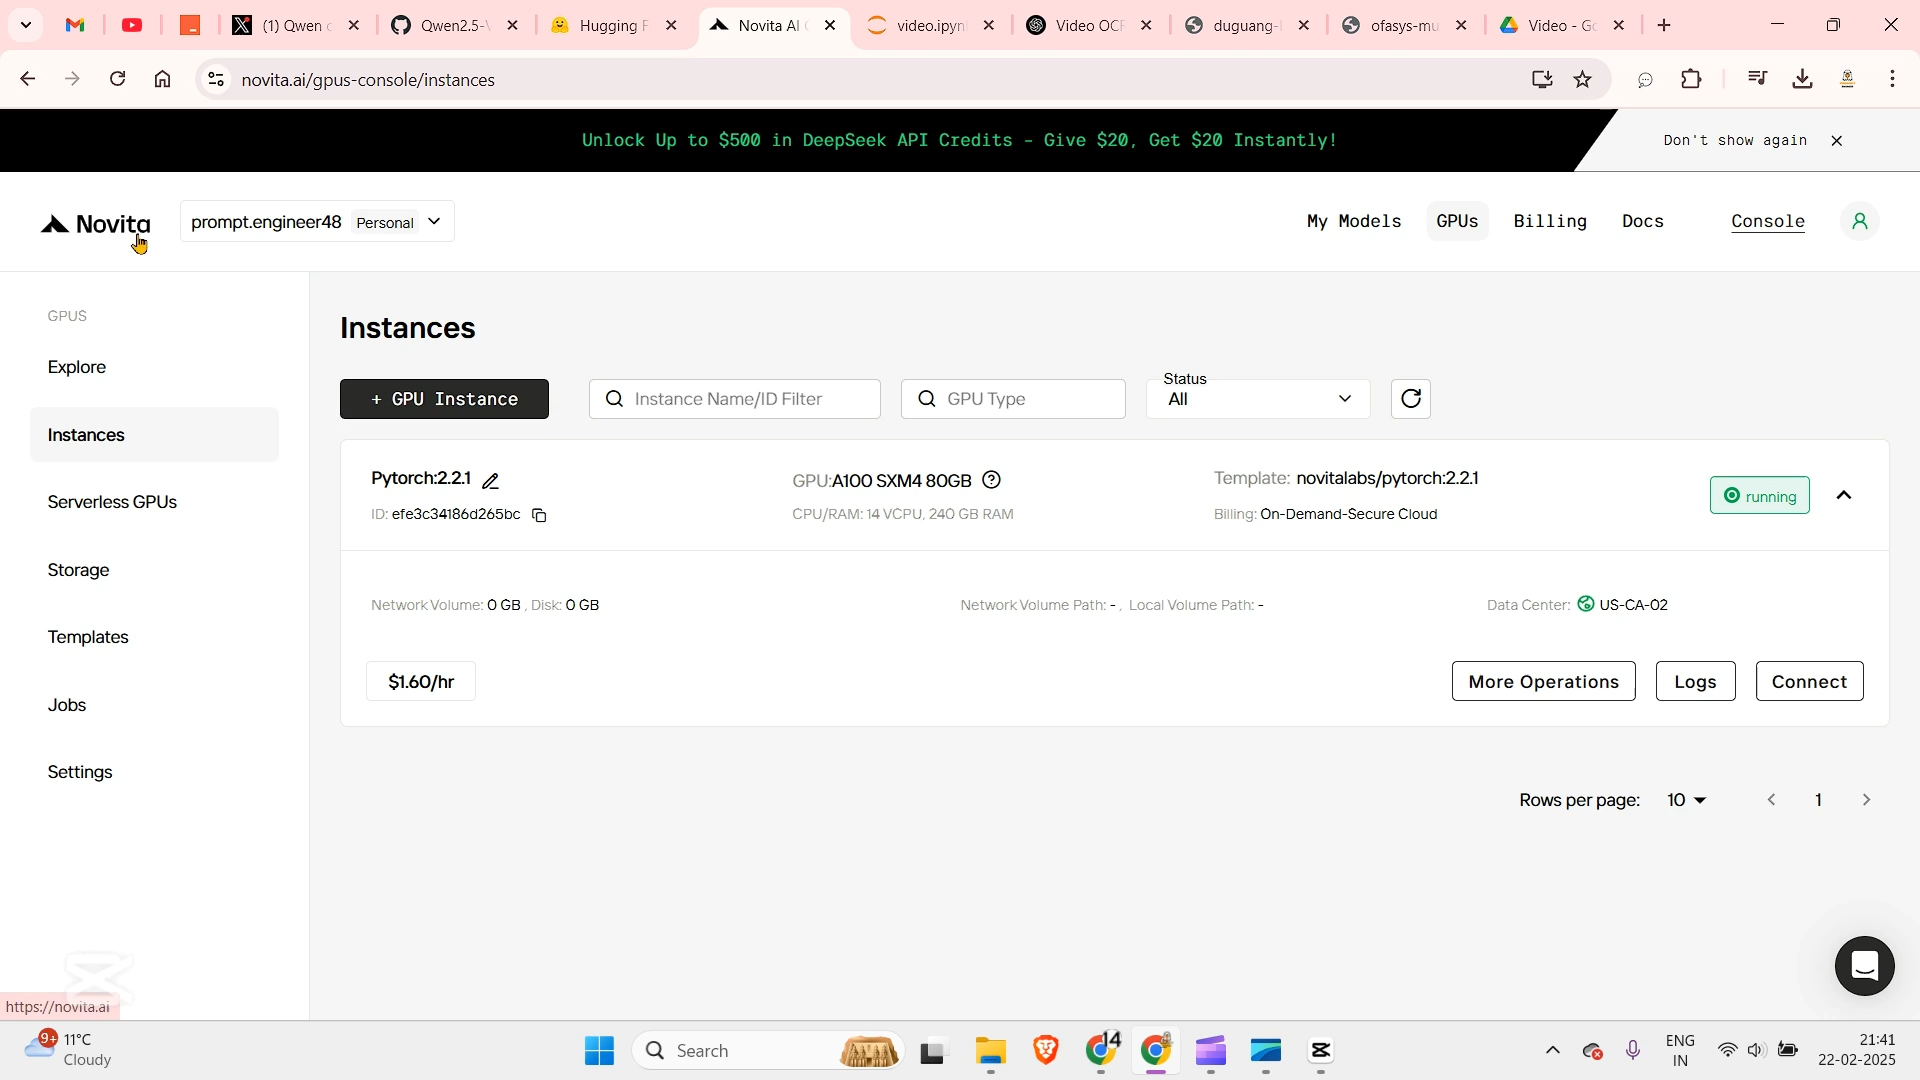 (1) Qwen c
Qwen2.5-V
Hugging F
Novita AI
video.ipyn
Video OCR
duguang-
ofasys-mu
Video - Go
novita.ai/gpus-console/instances
Unlock Up to $500 in DeepSeek API Credits - Give $20, Get $20 Instantly!
Don't show again
Novita
prompt.engineer48 Personal
My Models
GPUs
Billing
Docs
Console
GPUS
Explore
Instances
Serverless GPUs
Storage
Templates
Jobs
Settings
Instances
+ GPU Instance
Instance Name/ID Filter
GPU Type
Status
All
Pytorch:2.2.1
ID: efe3c34186d265bc
GPU:A100 SXM4 80GB
CPU/RAM: 14 VCPU, 240 GB RAM
Template: novitalabs/pytorch:2.2.1
Billing: On-Demand-Secure Cloud
running
Network Volume: 0 GB , Disk: 0 GB
Network Volume Path: - , Local Volume Path: -
Data Center: US-CA-02
$1.60/hr
More Operations
Logs
Connect
Rows per page: 10
1
https://novita.ai
9+
11°C
Cloudy
Search
14
ENG
IN
21:41
22-02-2025